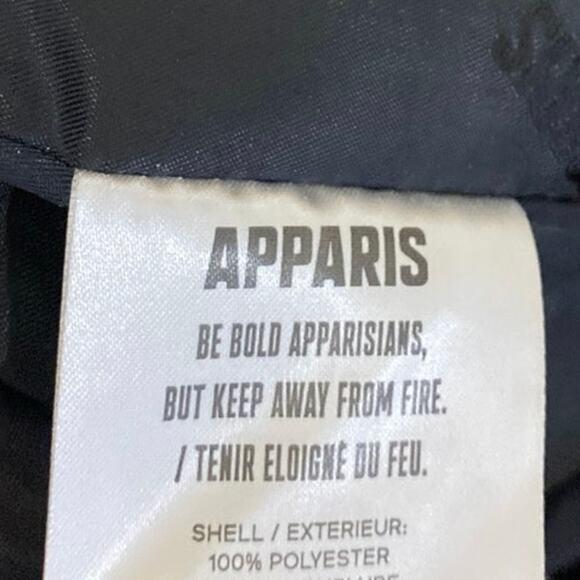 APPARIS
BE BOLD APPARISIANS,
BUT KEEP AWAY FROM FIRE.
/ TENIR ELOIGNÉ DU FEU.
SHELL / EXTERIEUR:
100% POLYESTER